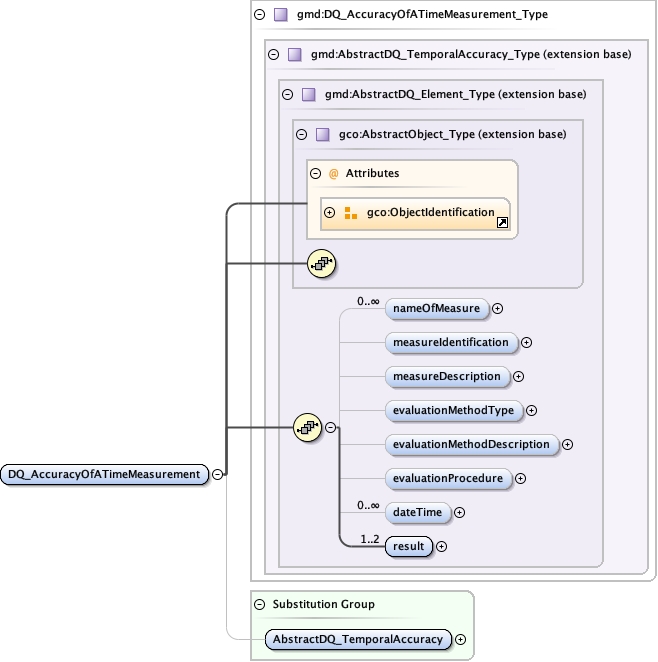 gmd:DQ_AccuracyOfATimeMeasurement_Type
gmd:AbstractDQ_TemporalAccuracy_Type (extension base)
gmd:AbstractDQ_Element_Type (extension base)
gco:AbstractObject_Type (extension base)
@ Attributes
gco:ObjectIdentification
0..∞
nameOfMeasure
measureIdentification
measureDescription
evaluationMethodType
evaluationMethodDescription
DQ_AccuracyOfATimeMeasurement
evaluationProcedure
0..∞
dateTime
1..2
result
Substitution Group
AbstractDQ_TemporalAccuracy